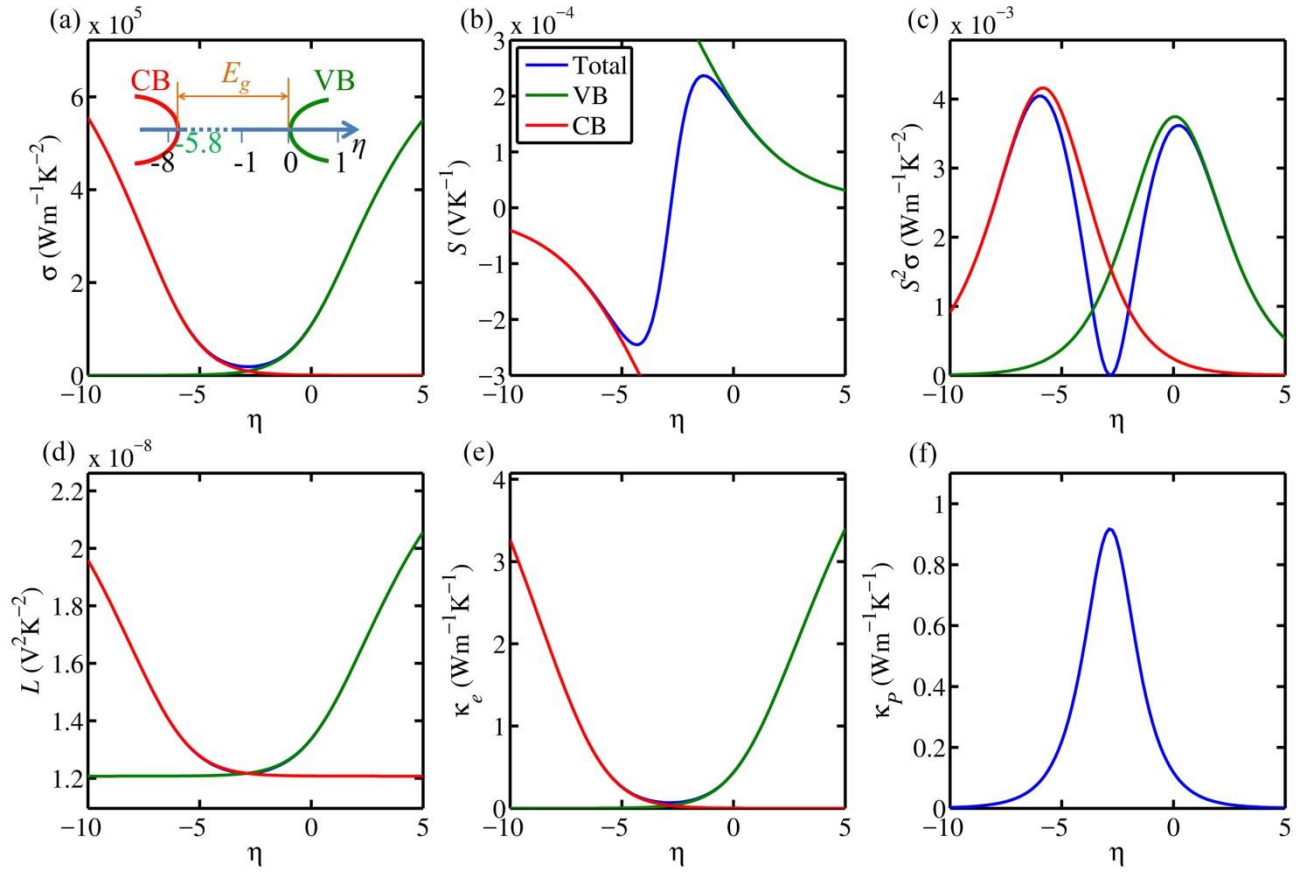 (a) x 10⁵
σ (Wm⁻¹K⁻²)
6
4
2
0
−10 −5 0 5
η
CB E_g VB
-5.8
-8 -1 0 1 η
(b) x 10⁻⁴
S (VK⁻¹)
3
2
1
0
−1
−2
−3
−10 −5 0 5
η
Total
VB
CB
(c) x 10⁻³
S²σ (Wm⁻¹K⁻²)
4
3
2
1
0
−10 −5 0 5
η
(d) x 10⁻⁸
L (V²K⁻²)
2.2
2
1.8
1.6
1.4
1.2
−10 −5 0 5
η
(e)
κ_e (Wm⁻¹K⁻¹)
4
3
2
1
0
−10 −5 0 5
η
(f)
κ_P (Wm⁻¹K⁻¹)
1
0.8
0.6
0.4
0.2
0
−10 −5 0 5
η